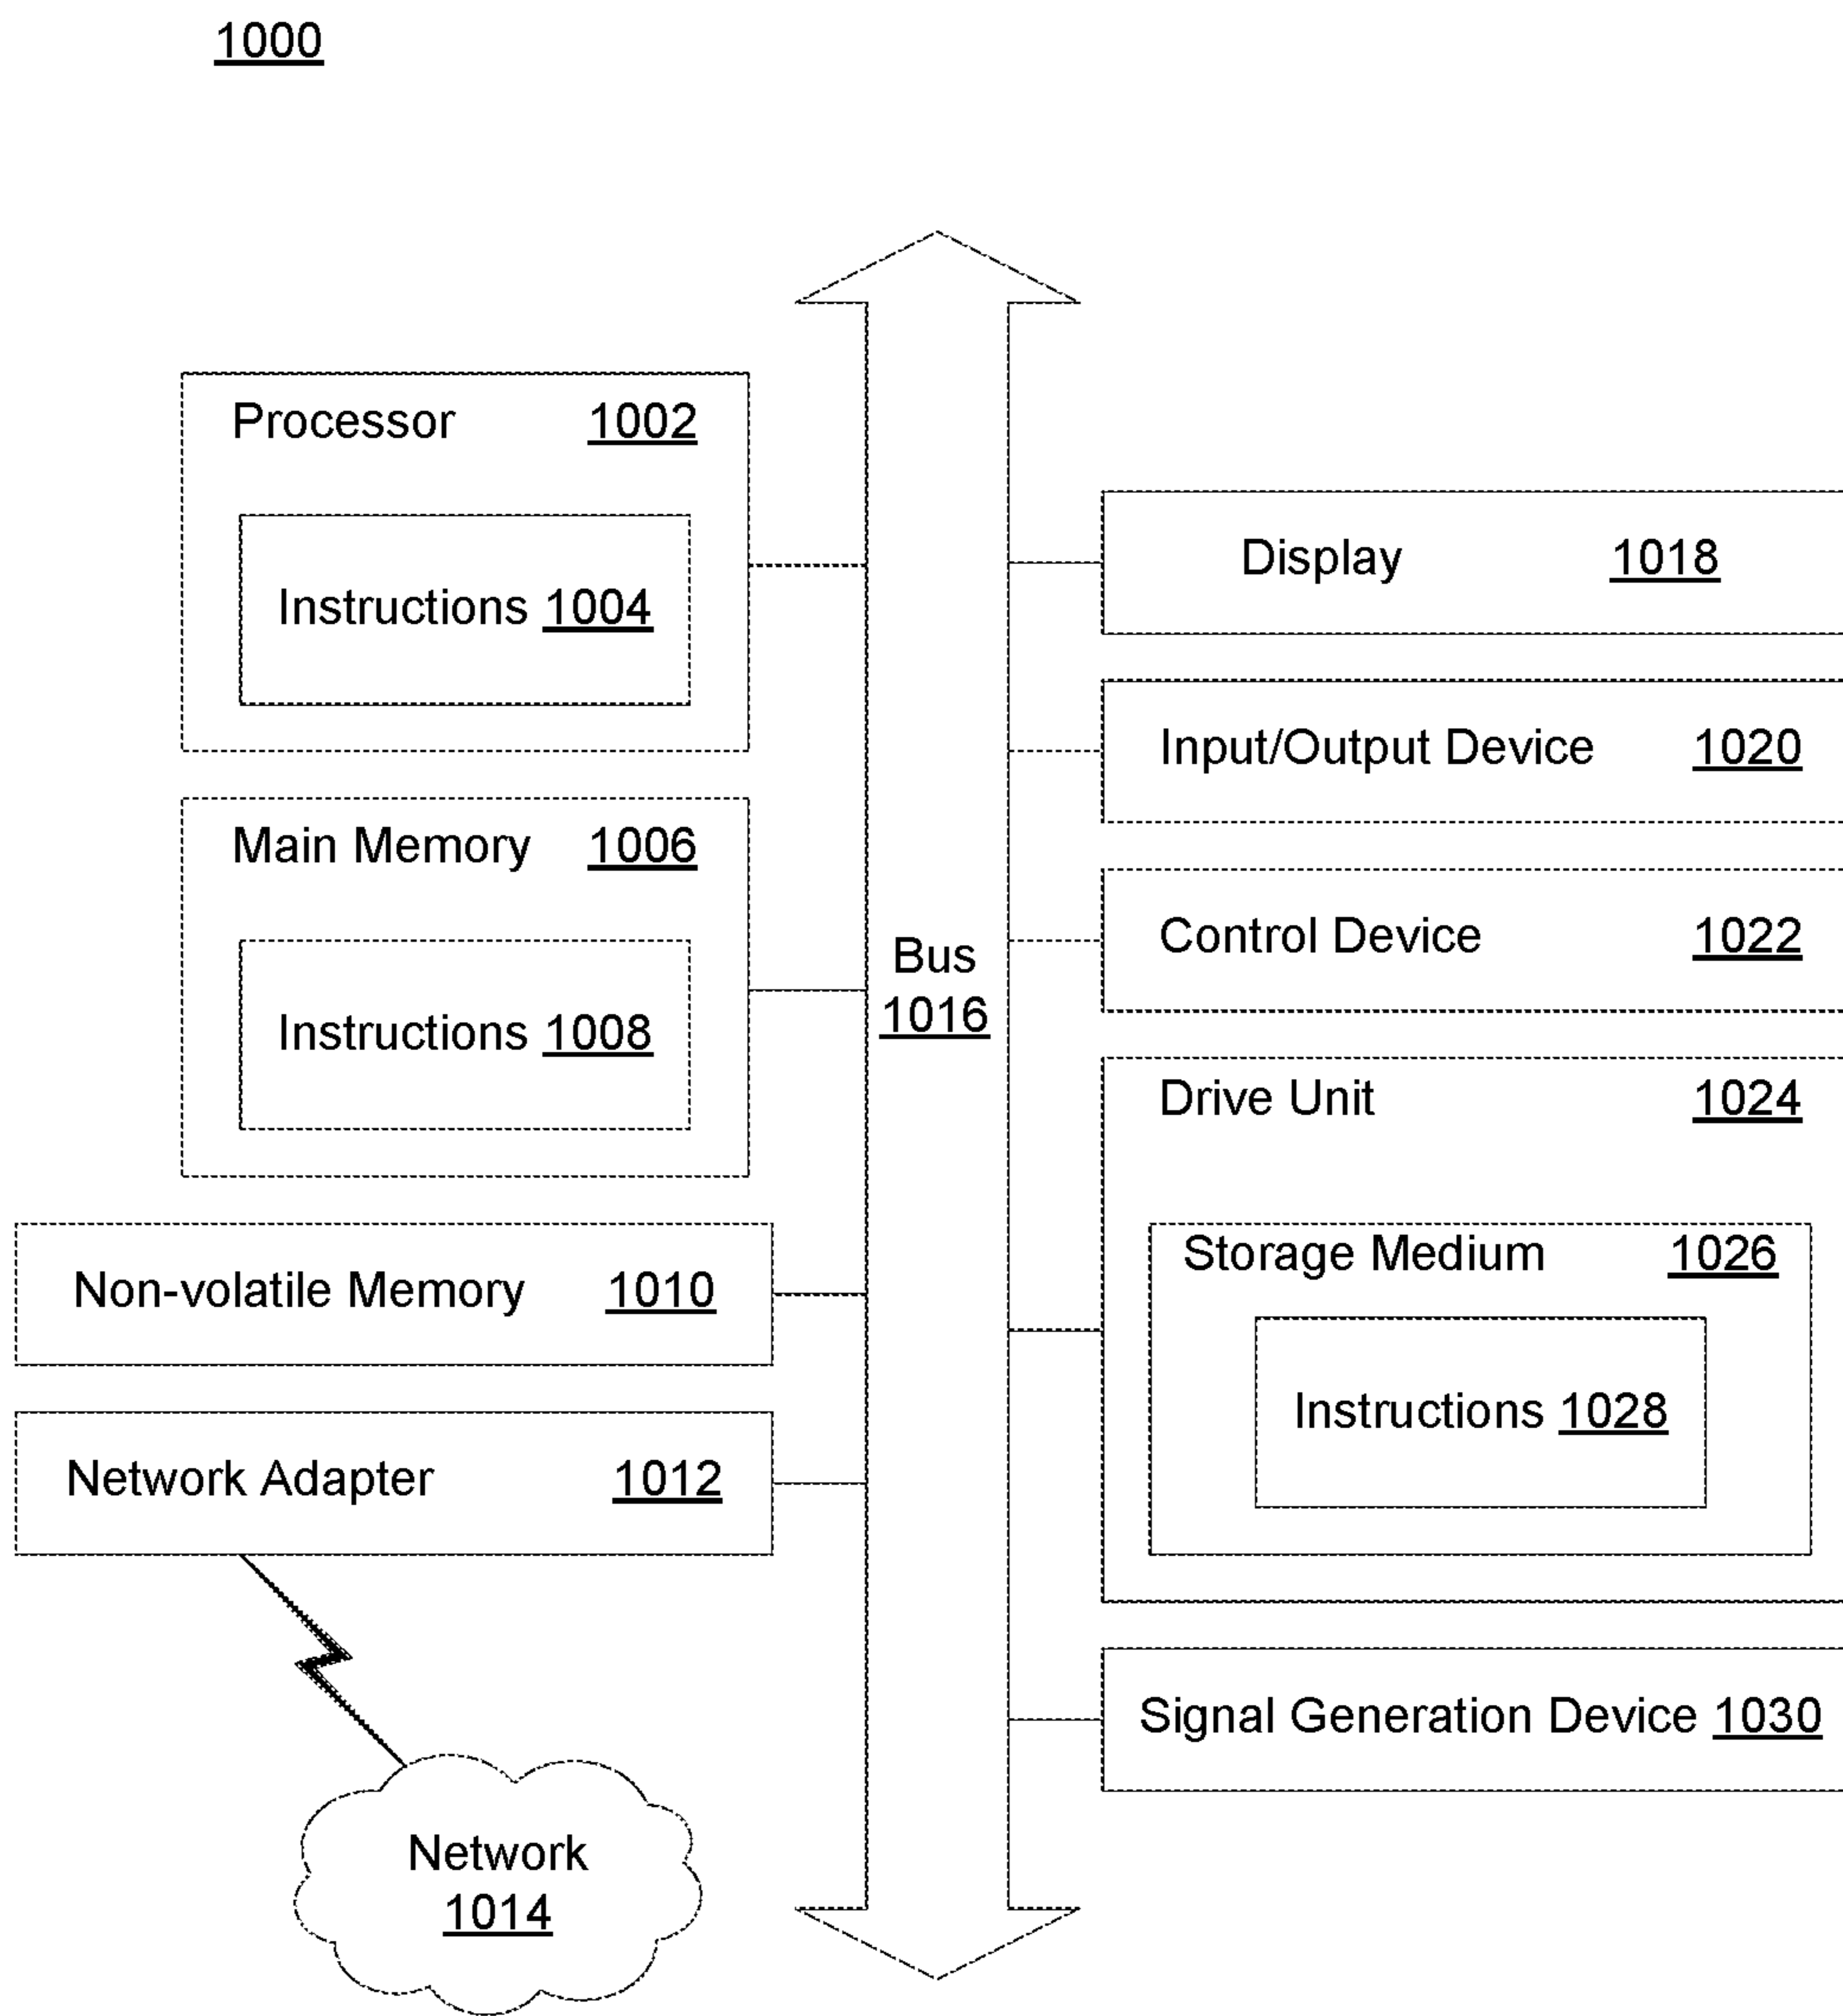 1000
Processor 1002
Instructions 1004
Main Memory 1006
Instructions 1008
Non-volatile Memory 1010
Network Adapter 1012
Network
1014
Bus
1016
Display 1018
Input/Output Device 1020
Control Device 1022
Drive Unit 1024
Storage Medium 1026
Instructions 1028
Signal Generation Device 1030